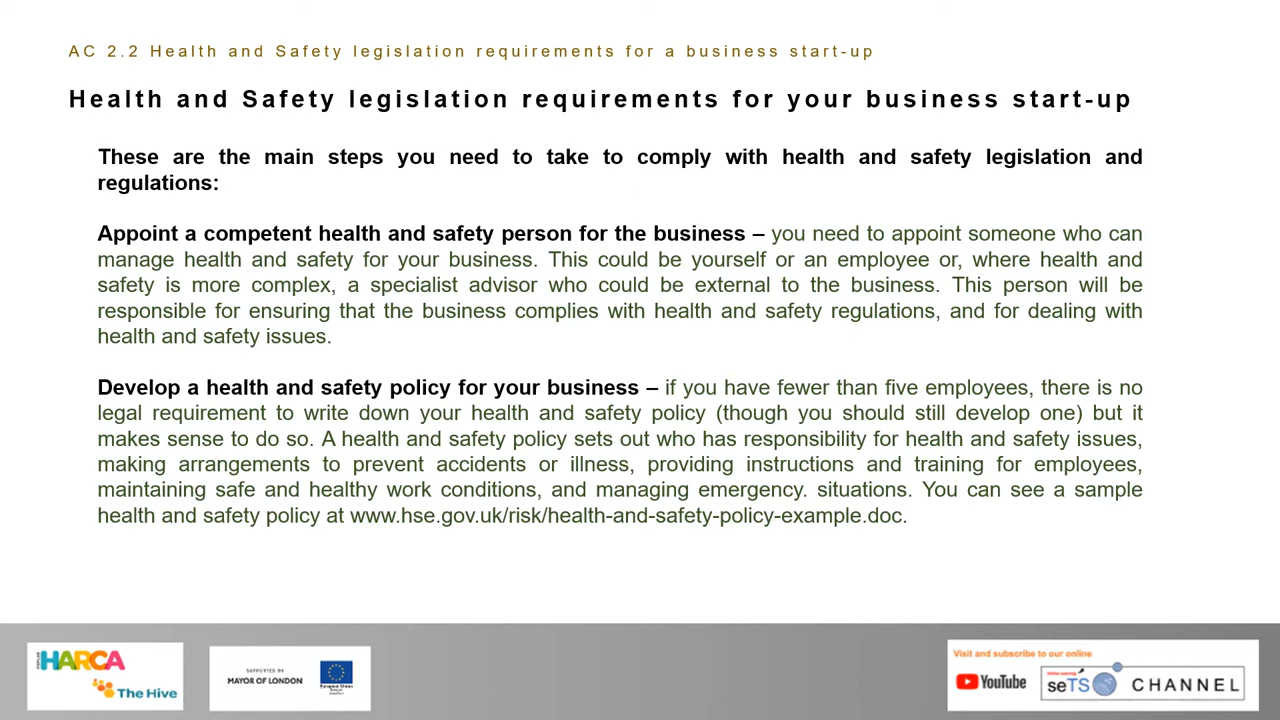 AC 2.2 Health and Safety legislation requirements for a business start-up
Health and Safety legislation requirements for your business start-up
These are the main steps you need to take to comply with health and safety legislation and
regulations:
Appoint a competent health and safety person for the business – you need to appoint someone who can
manage health and safety for your business. This could be yourself or an employee or, where health and
safety is more complex, a specialist advisor who could be external to the business. This person will be
responsible for ensuring that the business complies with health and safety regulations, and for dealing with
health and safety issues.
Develop a health and safety policy for your business – if you have fewer than five employees, there is no
legal requirement to write down your health and safety policy (though you should still develop one) but it
makes sense to do so. A health and safety policy sets out who has responsibility for health and safety issues,
making arrangements to prevent accidents or illness, providing instructions and training for employees,
maintaining safe and healthy work conditions, and managing emergency. situations. You can see a sample
health and safety policy at www.hse.gov.uk/risk/health-and-safety-policy-example.doc.
HARCA
The Hive
SUPPORTED BY
MAYOR OF LONDON
European Union
Visit and subscribe to our online
YouTube
seTS CHANNEL